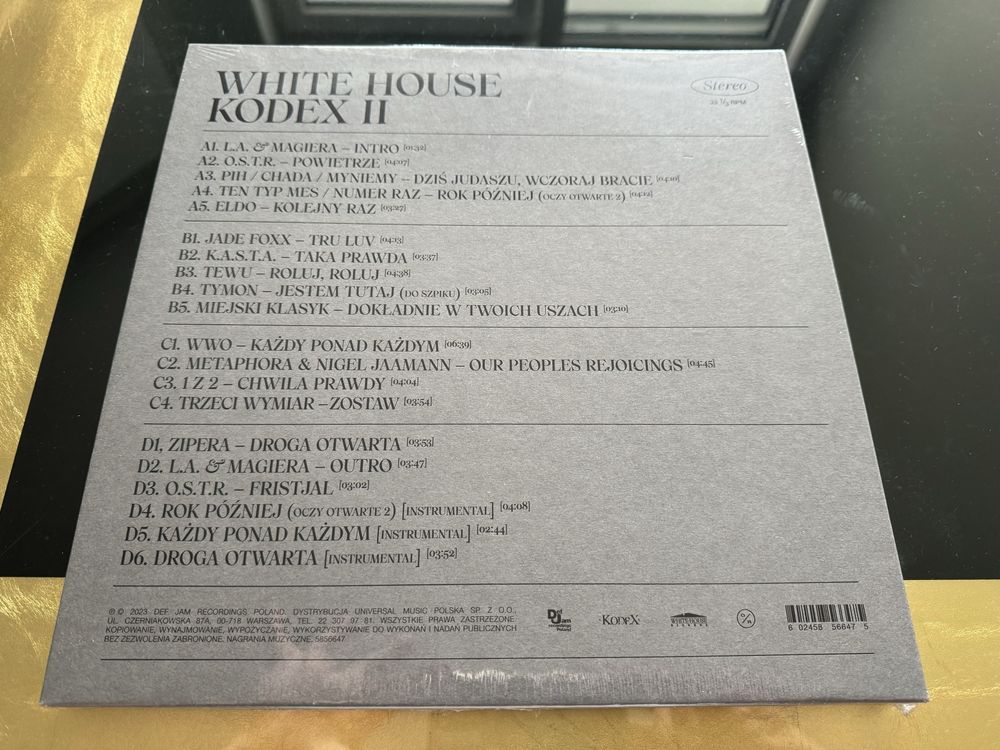 WHITE HOUSE
KODEX II
Stereo
33 1/3 RPM
A1. L.A. & MAGIERA – INTRO [01:32]
A2. O.S.T.R. – POWIETRZE [04:07]
A3. PIH / CHADA / MYNIEMY – DZIŚ JUDASZU, WCZORAJ BRACIE [04:10]
A4. TEN TYP MES / NUMER RAZ – ROK PÓŹNIEJ (OCZY OTWARTE 2) [04:12]
A5. ELDO – KOLEJNY RAZ [03:27]
B1. JADE FOXX – TRU LUV [04:13]
B2. K.A.S.T.A. – TAKA PRAWDA [03:37]
B3. TEWU – ROLUJ, ROLUJ [04:38]
B4. TYMON – JESTEM TUTAJ (DO SZPIKU) [03:05]
B5. MIEJSKI KLASYK – DOKŁADNIE W TWOICH USZACH [03:10]
C1. WWO – KAŻDY PONAD KAŻDYM [06:39]
C2. METAPHORA & NIGEL JAAMANN – OUR PEOPLES REJOICINGS [04:45]
C3. 1 Z 2 – CHWILA PRAWDY [04:04]
C4. TRZECI WYMIAR – ZOSTAW [03:54]
D1, ZIPERA – DROGA OTWARTA [03:53]
D2. L.A. & MAGIERA – OUTRO [03:47]
D3. O.S.T.R. – FRISTJAL [03:02]
D4. ROK PÓŹNIEJ (OCZY OTWARTE 2) [INSTRUMENTAL] [04:08]
D5. KAŻDY PONAD KAŻDYM [INSTRUMENTAL] [02:44]
D6. DROGA OTWARTA [INSTRUMENTAL] [03:52]
℗ © 2023 DEF JAM RECORDINGS POLAND. DYSTRYBUCJA UNIVERSAL MUSIC POLSKA SP. Z O.O.,
UL. CZERNIAKOWSKA 87A, 00-718 WARSZAWA, TEL. 22 307 97 81. WSZYSTKIE PRAWA ZASTRZEŻONE.
KOPIOWANIE, WYNAJMOWANIE, WYPOŻYCZANIE, WYKORZYSTYWANIE DO WYKONAŃ I NADAŃ PUBLICZNYCH
BEZ ZEZWOLENIA ZABRONIONE. NAGRANIA MUZYCZNE. 5856647
Def
Jam
recordings
Poland
KODEX
WHITE HOUSE
6 02458 56647 5